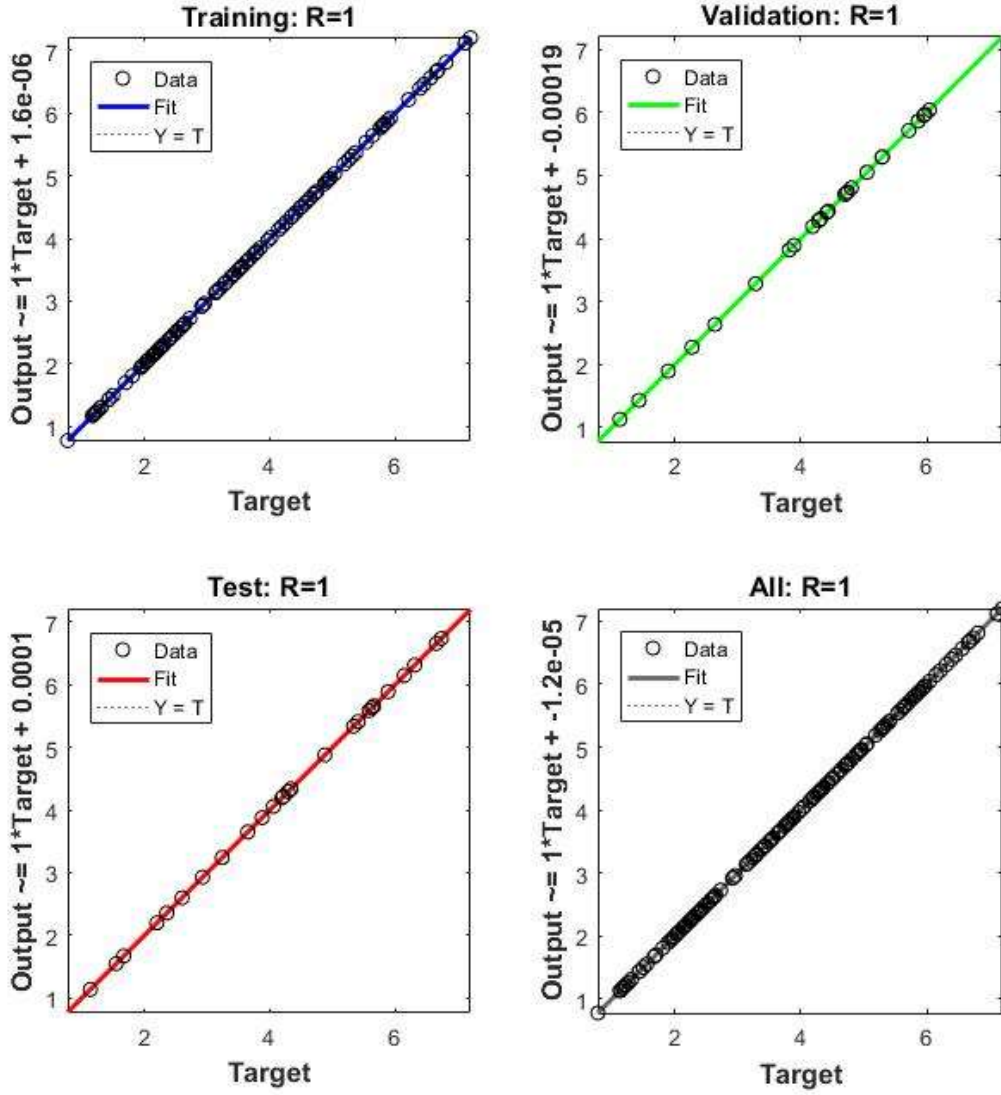 Training: R=1
Output ~= 1*Target + 1.6e-06
7
6
5
4
3
2
1
Data
Fit
Y = T
2 4 6
Target
Validation: R=1
Output ~= 1*Target + -0.00019
7
6
5
4
3
2
1
Data
Fit
Y = T
2 4 6
Target
Test: R=1
Output ~= 1*Target + 0.0001
7
6
5
4
3
2
1
Data
Fit
Y = T
2 4 6
Target
All: R=1
Output ~= 1*Target + -1.2e-05
7
6
5
4
3
2
1
Data
Fit
Y = T
2 4 6
Target